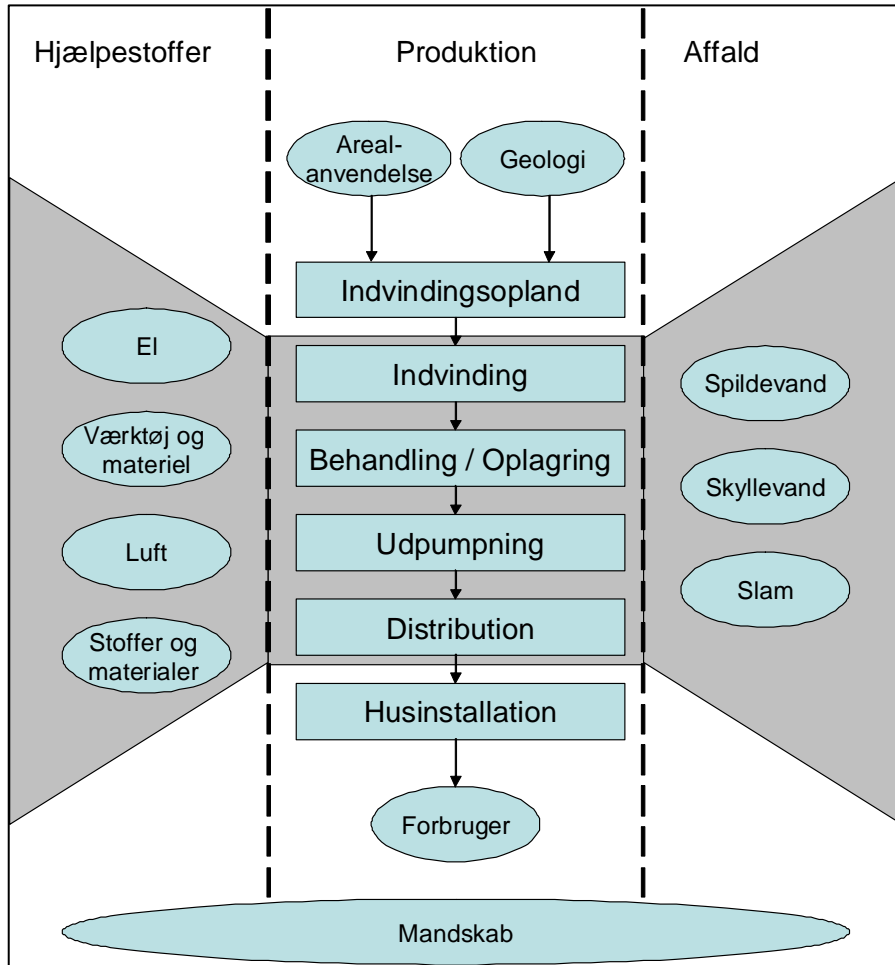 Hjælpestoffer
Produktion
Affald
Areal-
anvendelse
Geologi
Indvindingsopland
Indvinding
Behandling / Oplagring
Udpumpning
Distribution
Husinstallation
Forbruger
El
Værktøj og
materiel
Luft
Stoffer og
materialer
Spildevand
Skyllevand
Slam
Mandskab